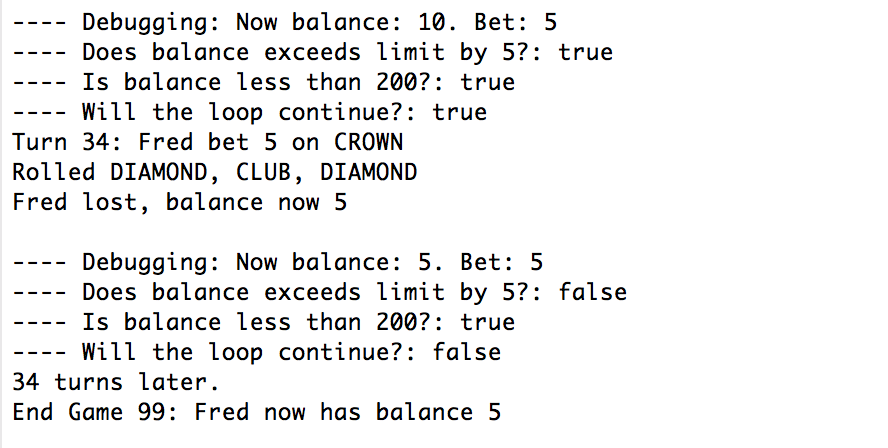 ---- Debugging: Now balance: 10. Bet: 5
---- Does balance exceeds limit by 5?: true
---- Is balance less than 200?: true
---- Will the loop continue?: true
Turn 34: Fred bet 5 on CROWN
Rolled DIAMOND, CLUB, DIAMOND
Fred lost, balance now 5
---- Debugging: Now balance: 5. Bet: 5
---- Does balance exceeds limit by 5?: false
---- Is balance less than 200?: true
---- Will the loop continue?: false
34 turns later.
End Game 99: Fred now has balance 5